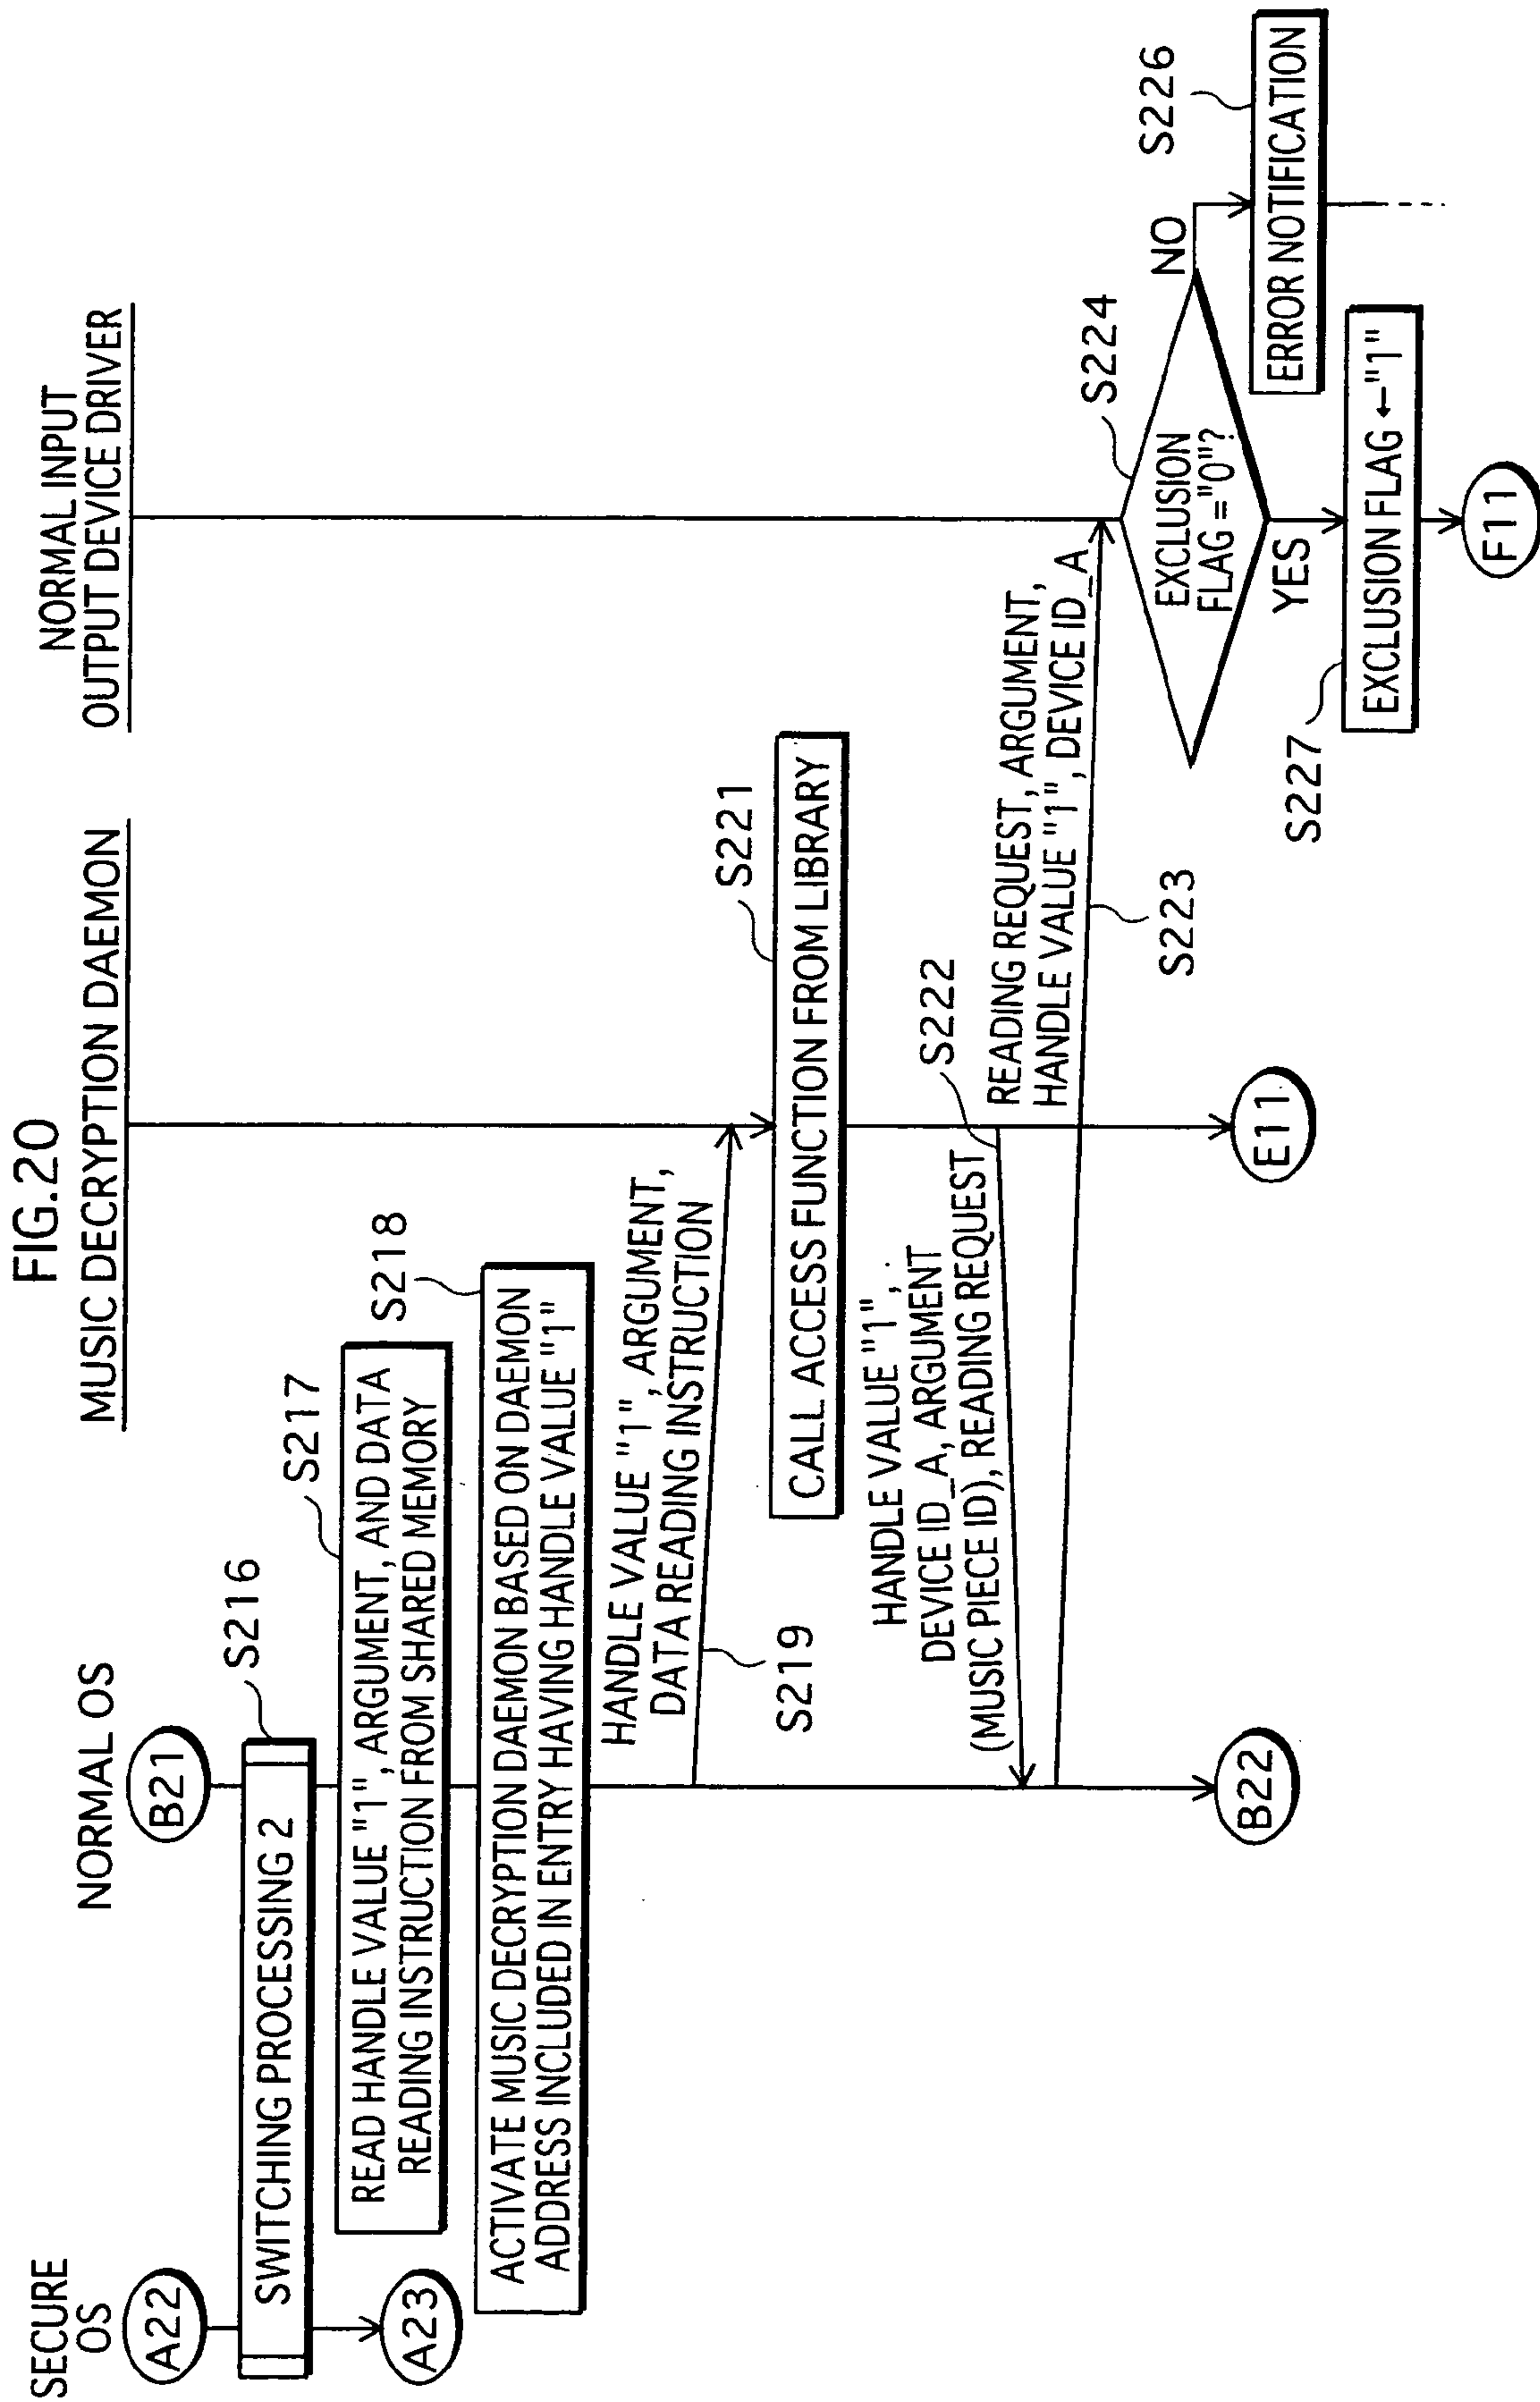 FIG.20
SECURE
OS
NORMAL OS
MUSIC DECRYPTION DAEMON
NORMAL INPUT
OUTPUT DEVICE DRIVER
A22
B21
S216
SWITCHING PROCESSING 2
A23
S217
READ HANDLE VALUE "1", ARGUMENT, AND DATA
READING INSTRUCTION FROM SHARED MEMORY
S218
ACTIVATE MUSIC DECRYPTION DAEMON BASED ON DAEMON
ADDRESS INCLUDED IN ENTRY HAVING HANDLE VALUE "1"
HANDLE VALUE "1", ARGUMENT,
DATA READING INSTRUCTION
S219
S221
CALL ACCESS FUNCTION FROM LIBRARY
S222
HANDLE VALUE "1",
DEVICE ID_A, ARGUMENT
(MUSIC PIECE ID), READING REQUEST
READING REQUEST, ARGUMENT,
HANDLE VALUE "1", DEVICE ID_A
S223
S224
EXCLUSION
FLAG ="0"?
NO
S226
ERROR NOTIFICATION
YES
S227
EXCLUSION FLAG ←"1"
B22
E11
F11